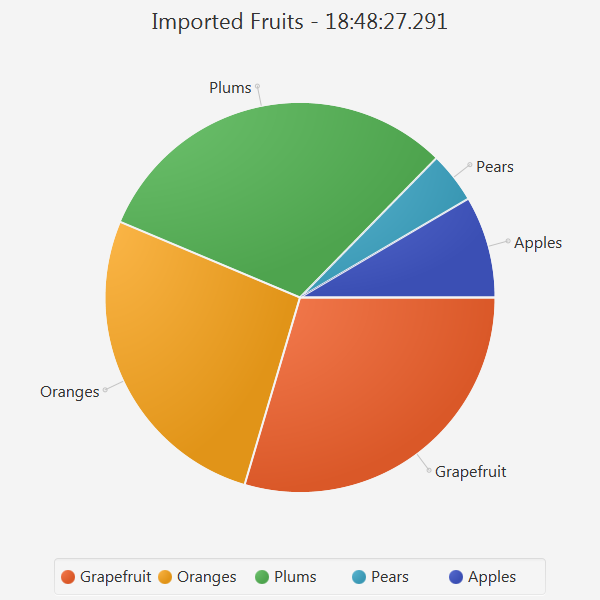 Imported Fruits - 18:48:27.291
Plums
Pears
Apples
Oranges
Grapefruit
Grapefruit Oranges Plums Pears Apples